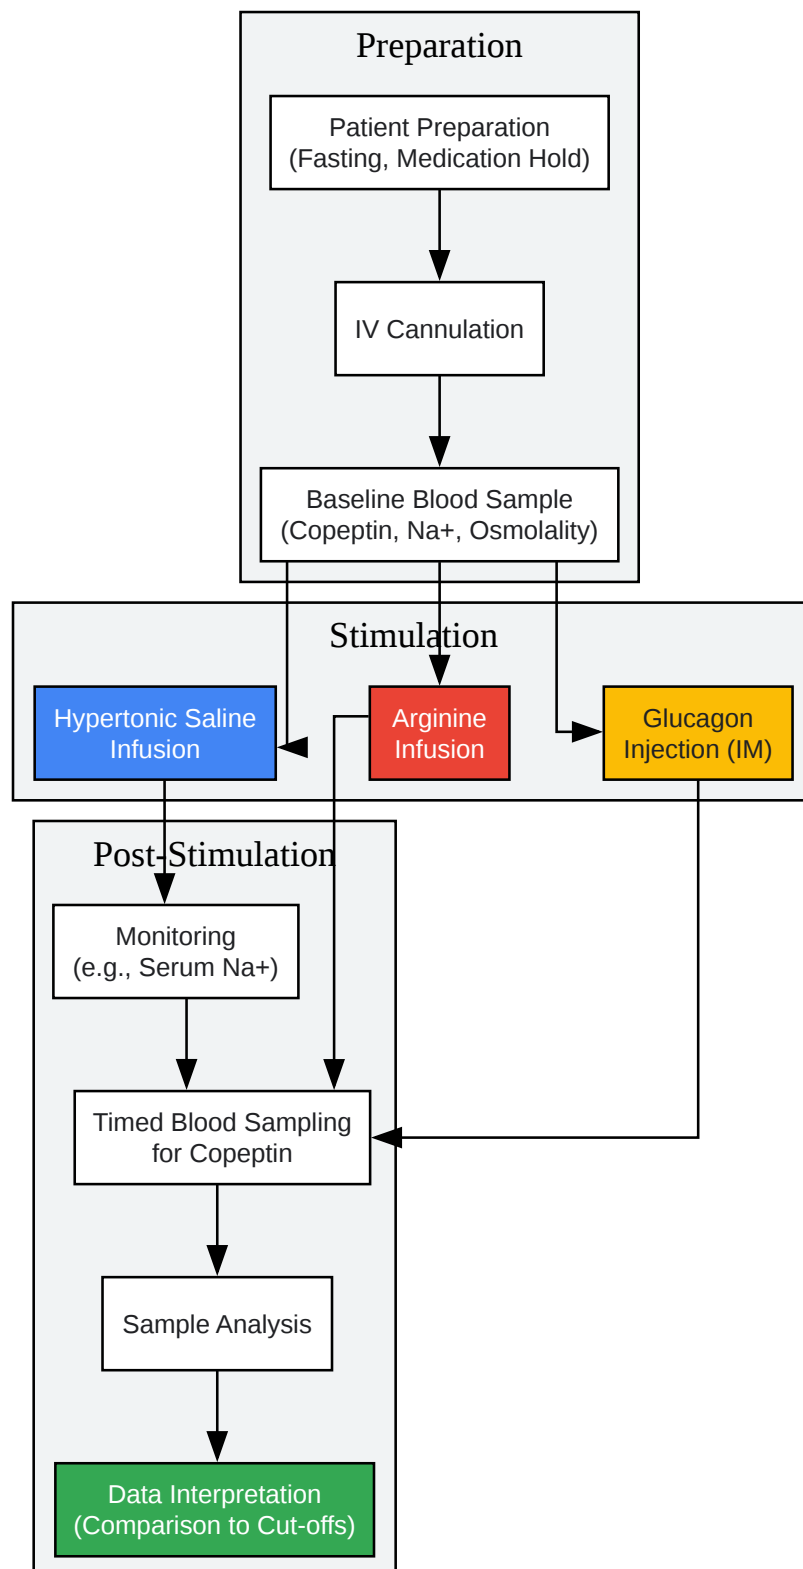 Preparation
Patient Preparation
(Fasting, Medication Hold)
IV Cannulation
Baseline Blood Sample
(Copeptin, Na+, Osmolality)
Stimulation
Hypertonic Saline
Infusion
Arginine
Infusion
Glucagon
Injection (IM)
Post-Stimulation
Monitoring
(e.g., Serum Na+)
Timed Blood Sampling
for Copeptin
Sample Analysis
Data Interpretation
(Comparison to Cut-offs)